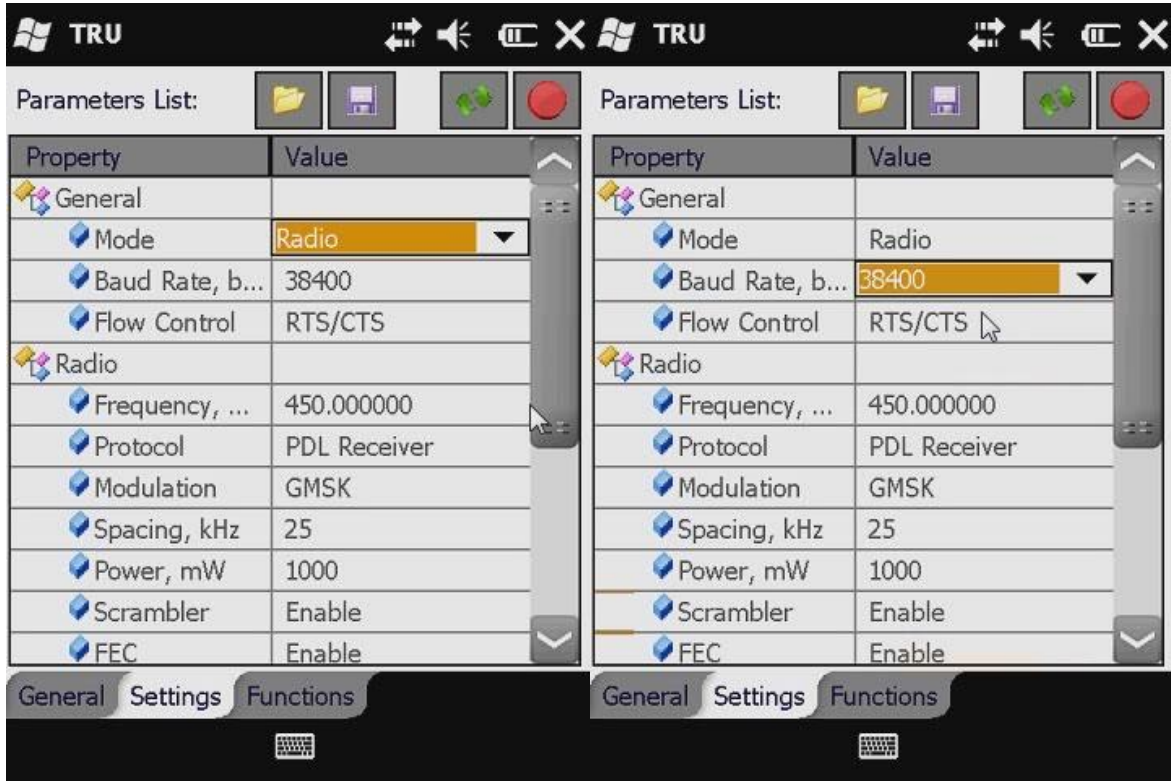 TRU
Parameters List:
Property Value
General
Mode Radio
Baud Rate, b... 38400
Flow Control RTS/CTS
Radio
Frequency, ... 450.000000
Protocol PDL Receiver
Modulation GMSK
Spacing, kHz 25
Power, mW 1000
Scrambler Enable
FEC Enable
General Settings Functions
TRU
Parameters List:
Property Value
General
Mode Radio
Baud Rate, b... 38400
Flow Control RTS/CTS
Radio
Frequency, ... 450.000000
Protocol PDL Receiver
Modulation GMSK
Spacing, kHz 25
Power, mW 1000
Scrambler Enable
FEC Enable
General Settings Functions